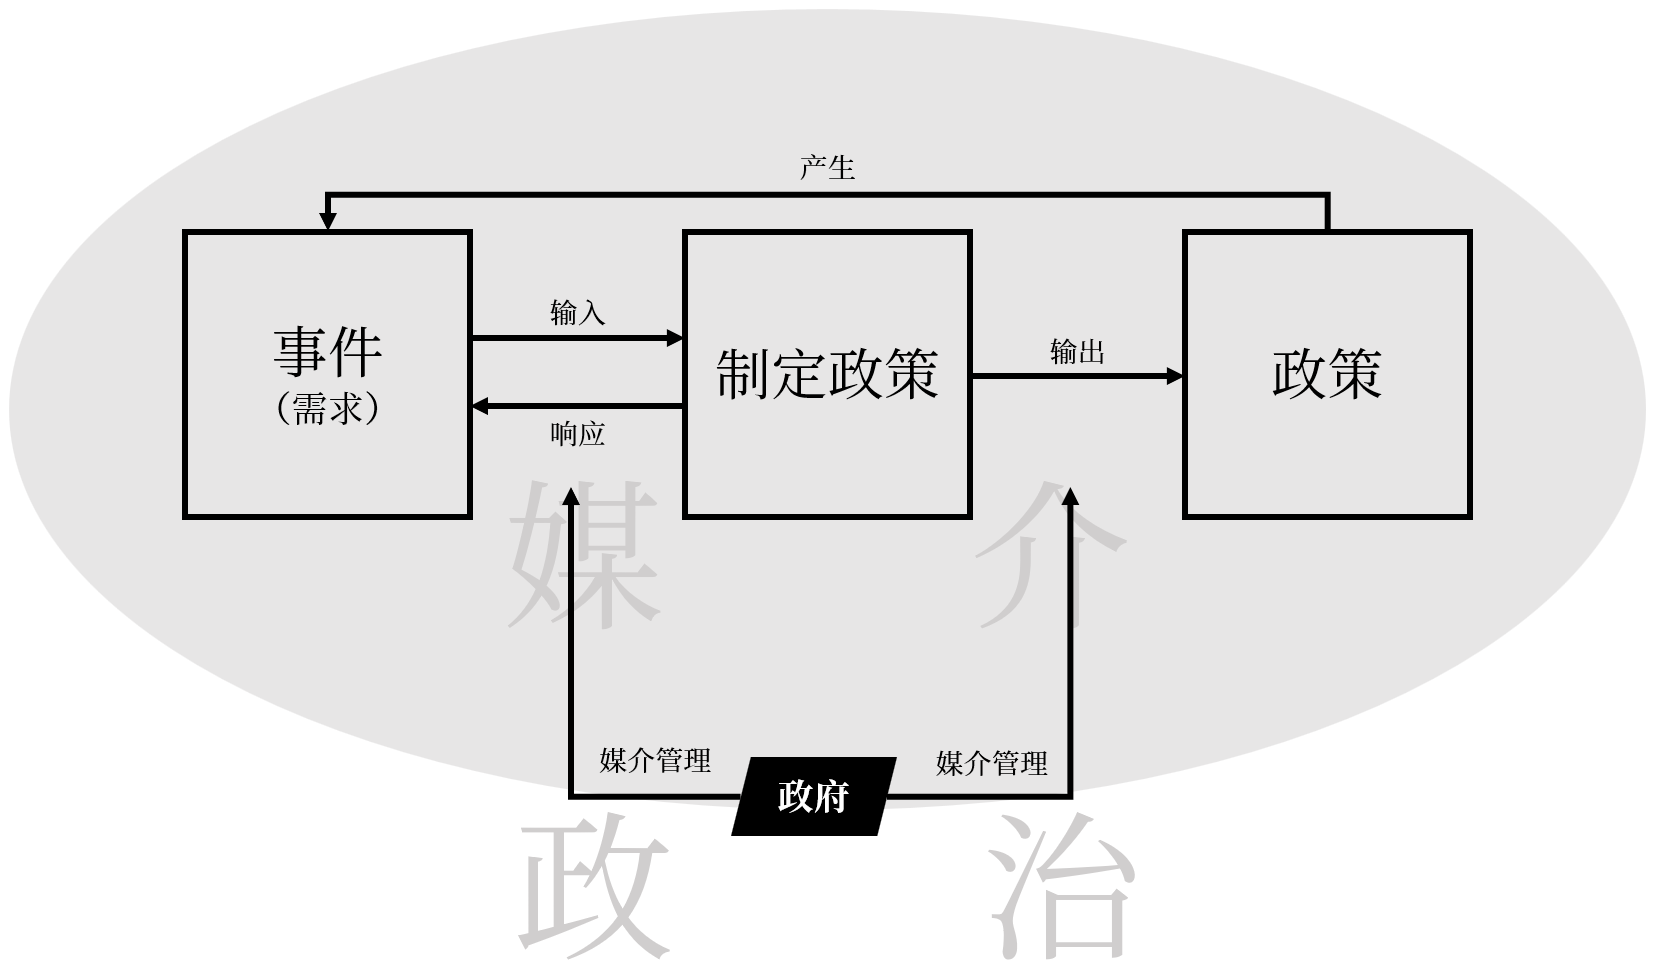 产生
输入
事件
（需求）
制定政策
输出
政策
响应
媒介
媒介管理
媒介管理
政府
政治